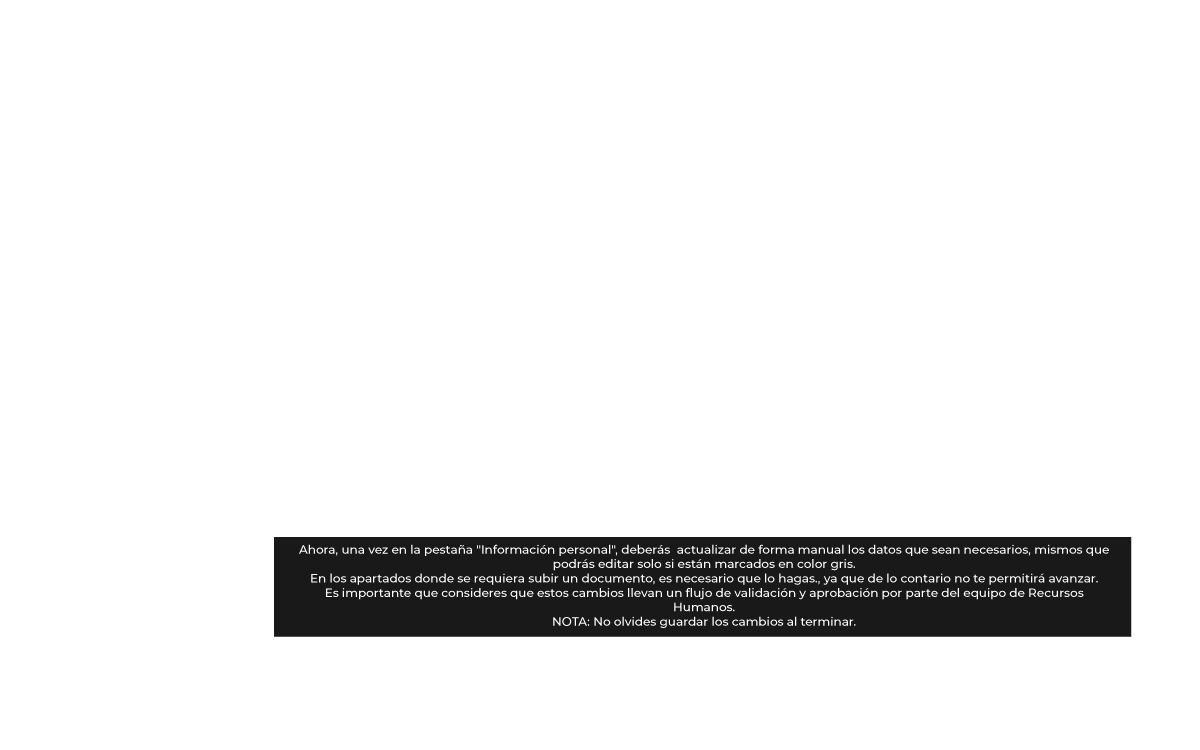 Ahora, una vez en la pestaña "Información personal", deberás  actualizar de forma manual los datos que sean necesarios, mismos que
podrás editar solo si están marcados en color gris.
En los apartados donde se requiera subir un documento, es necesario que lo hagas., ya que de lo contario no te permitirá avanzar.
Es importante que consideres que estos cambios llevan un flujo de validación y aprobación por parte del equipo de Recursos
Humanos.
NOTA: No olvides guardar los cambios al terminar.